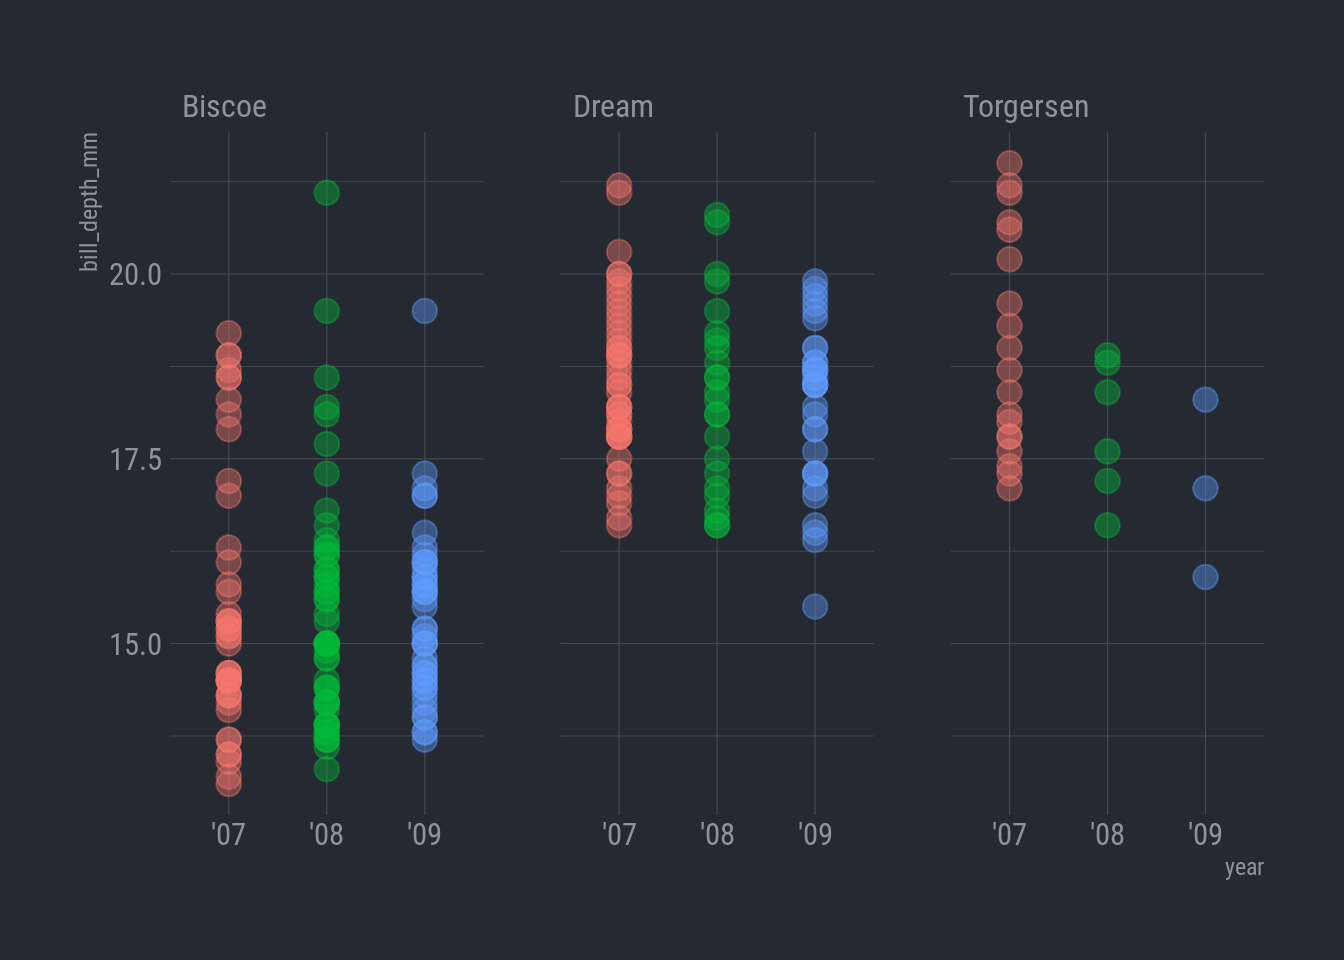 Biscoe
Dream
Torgersen
bill_depth_mm
20.0
17.5
15.0
'07 '08 '09
'07 '08 '09
'07 '08 '09
year